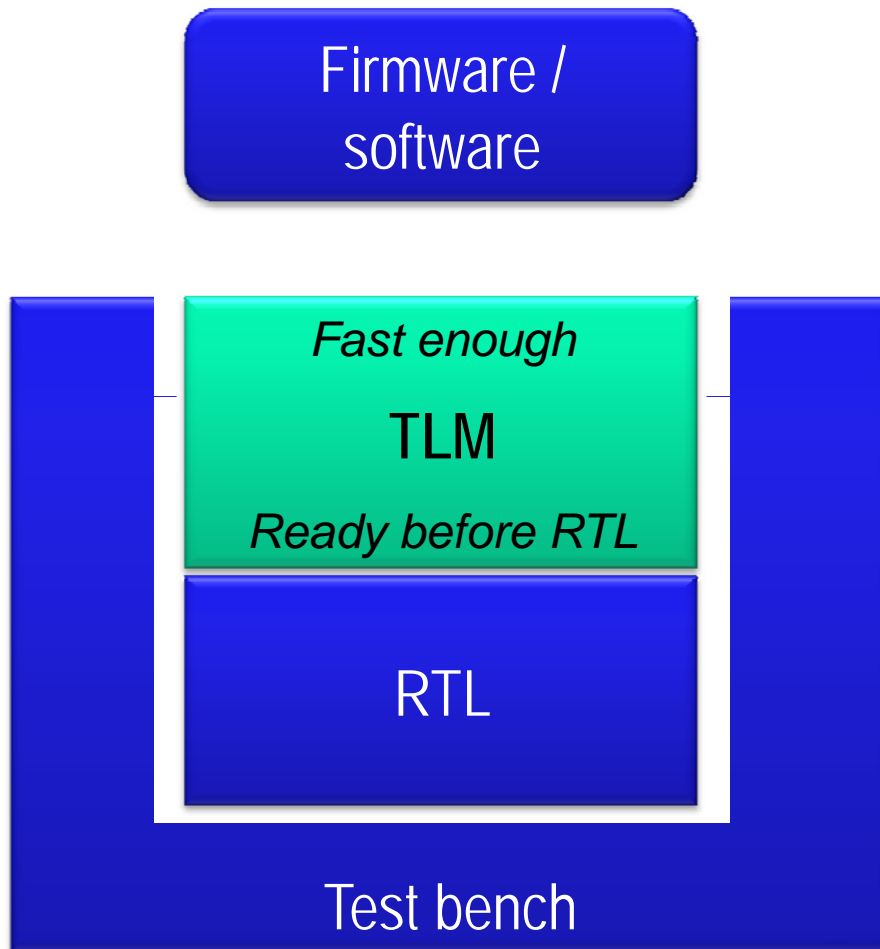 Firmware /
software
Fast enough
TLM
Ready before RTL
RTL
Test bench